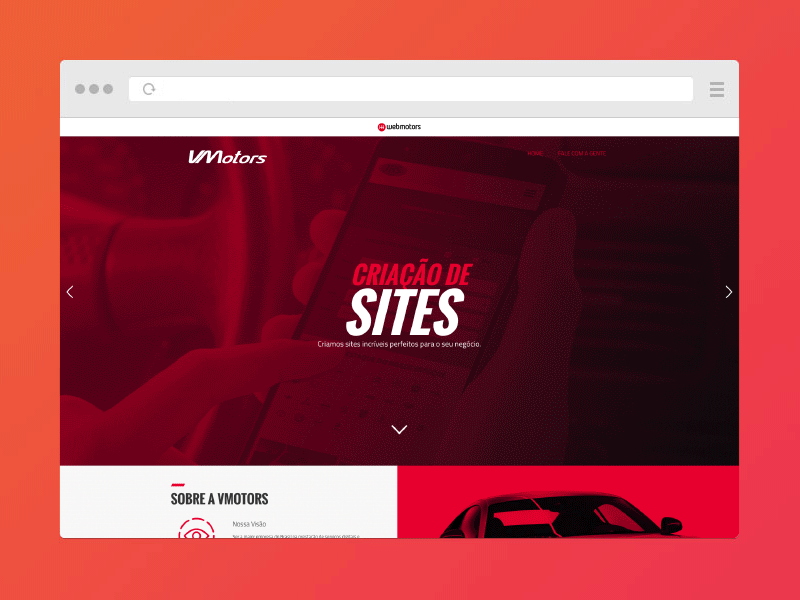 webmotors
VMotors
HOME FALE COM A GENTE
CRIAÇÃO DE
SITES
Criamos sites incríveis perfeitos para o seu negócio.
SOBRE A VMOTORS
Nossa Visão